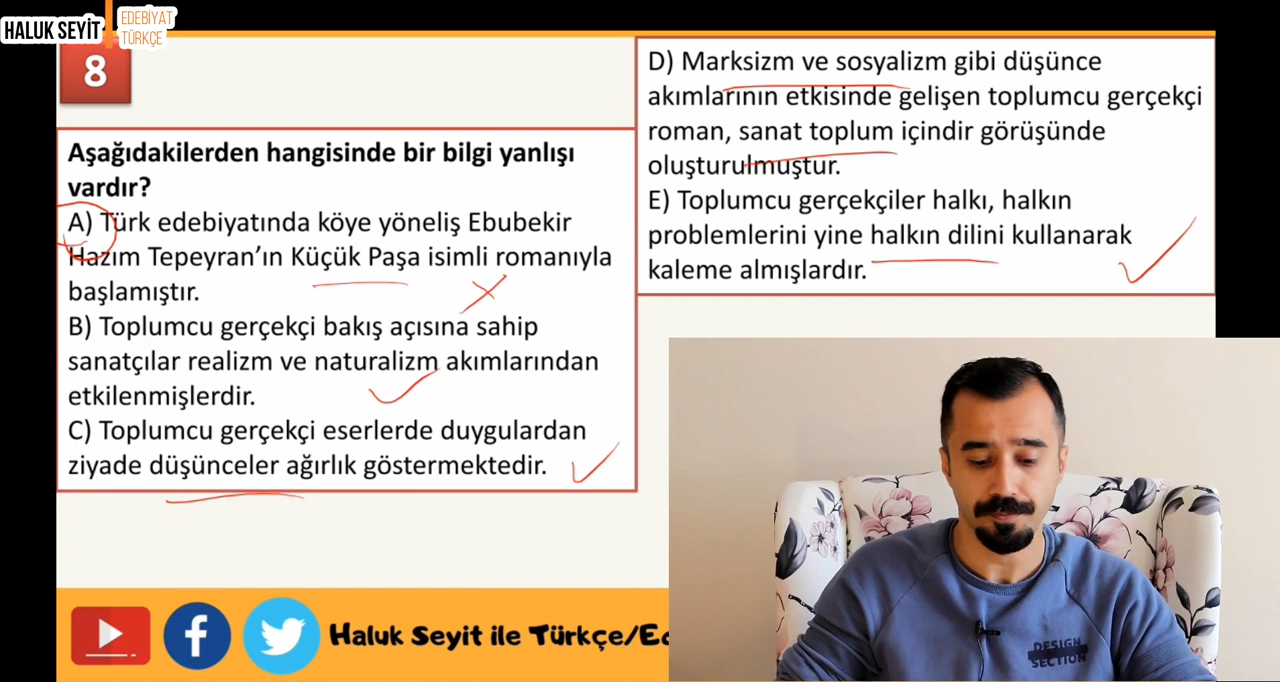 HALUK SEYİT
EDEBİYAT
TÜRKÇE
8
Aşağıdakilerden hangisinde bir bilgi yanlışı
vardır?
A) Türk edebiyatında köye yöneliş Ebubekir
Hazım Tepeyran’ın Küçük Paşa isimli romanıyla
başlamıştır.
B) Toplumcu gerçekçi bakış açısına sahip
sanatçılar realizm ve naturalizm akımlarından
etkilenmişlerdir.
C) Toplumcu gerçekçi eserlerde duygulardan
ziyade düşünceler ağırlık göstermektedir.
D) Marksizm ve sosyalizm gibi düşünce
akımlarının etkisinde gelişen toplumcu gerçekçi
roman, sanat toplum içindir görüşünde
oluşturulmuştur.
E) Toplumcu gerçekçiler halkı, halkın
problemlerini yine halkın dilini kullanarak
kaleme almışlardır.
Haluk Seyit ile Türkçe/Ed
DESIGN
SECTION